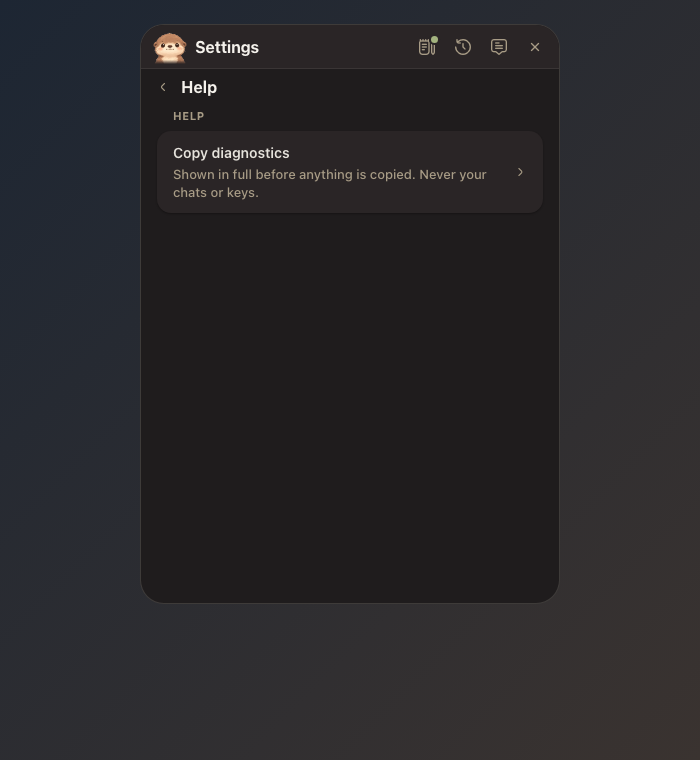 Settings
Help
HELP
Copy diagnostics
Shown in full before anything is copied. Never your
chats or keys.